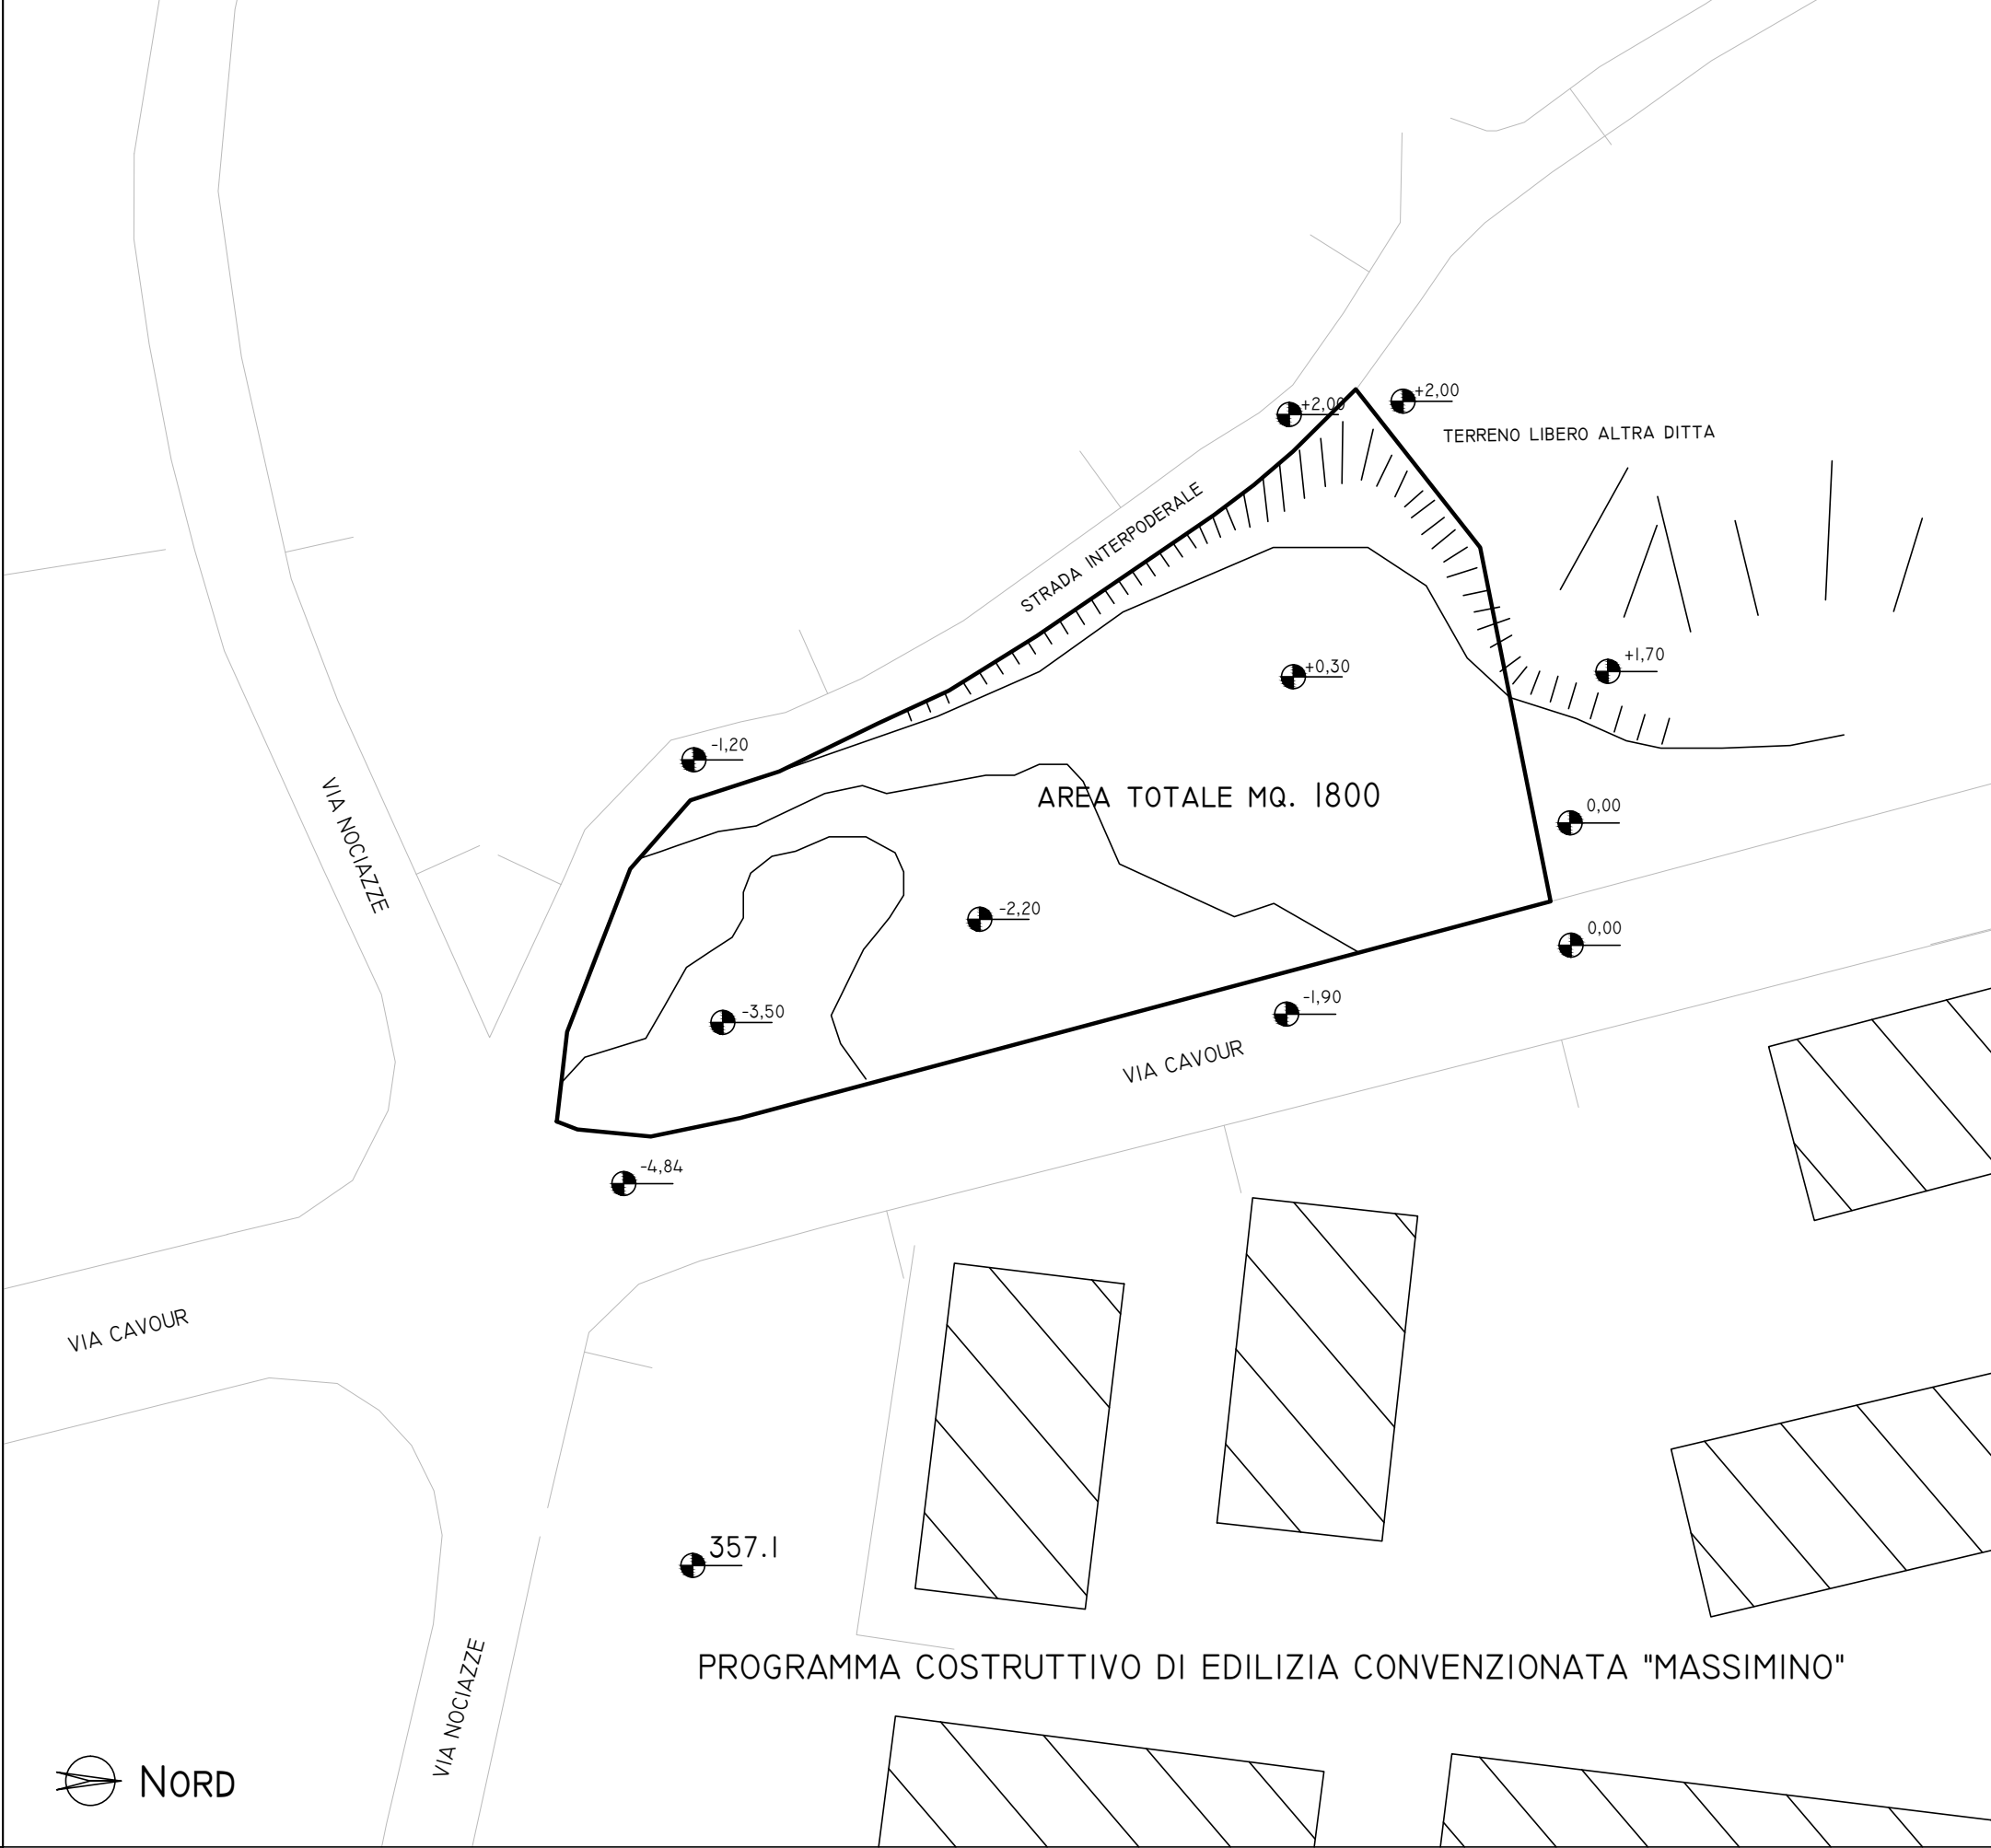 +2,00
+2,00
TERRENO LIBERO ALTRA DITTA
STRADA INTERPODERALE
+1,70
+0,30
-1,20
AREA TOTALE MQ. 1800
0,00
VIA NOCIAZZE
-2,20
0,00
-3,50
-1,90
VIA CAVOUR
-4,84
VIA CAVOUR
357.1
PROGRAMMA COSTRUTTIVO DI EDILIZIA CONVENZIONATA "MASSIMINO"
VIA NOCIAZZE
NORD